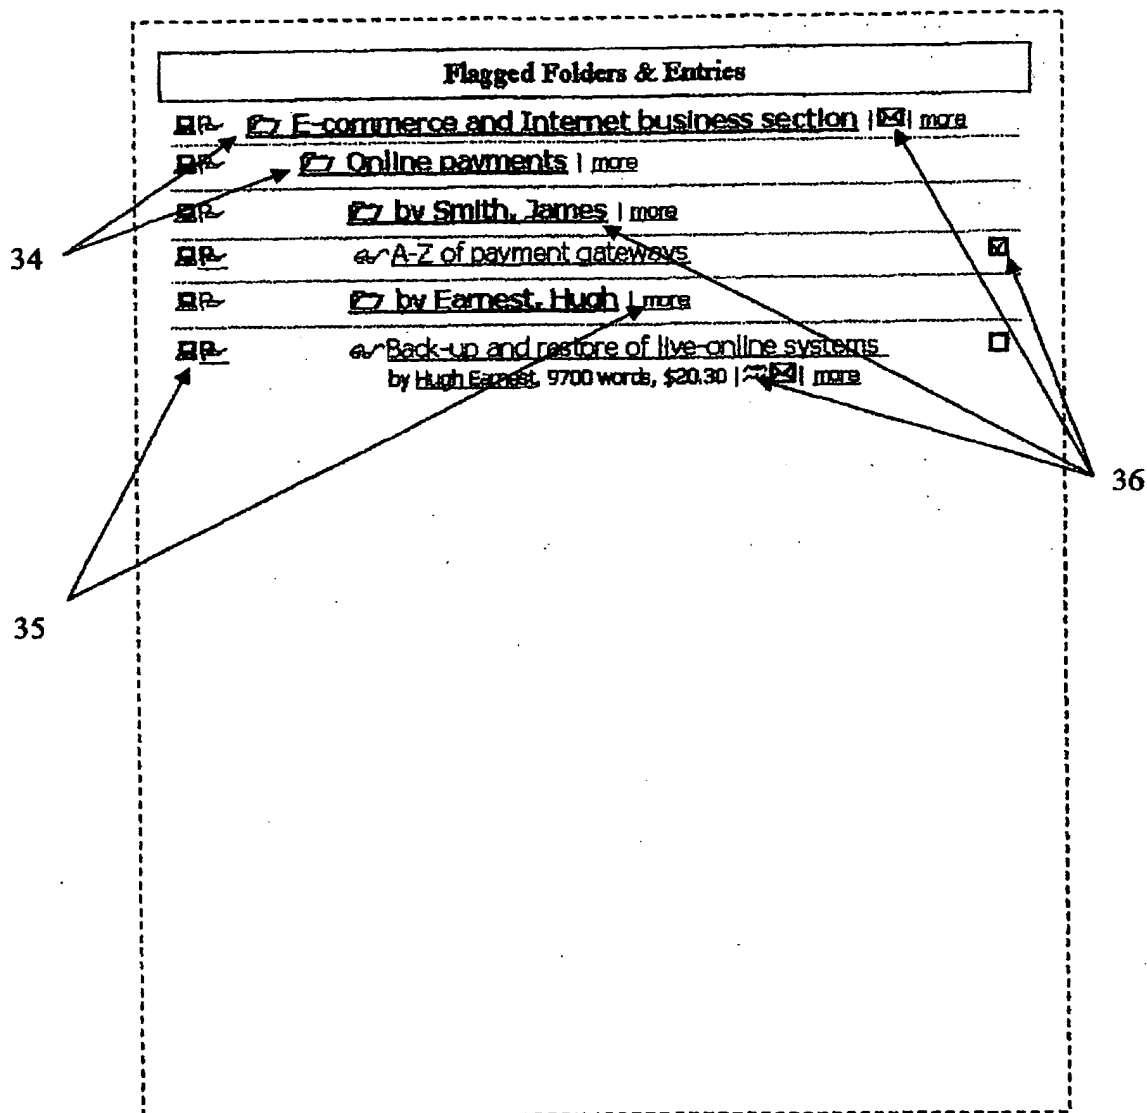 Flagged Folders & Entries
E-commerce and Internet business section | | more
Online payments | more
by Smith, James | more
34
A-Z of payment gateways
by Earnest, Hugh | more
Back-up and restore of live-online systems
by Hugh Earnest, 9700 words, $20.30 | | more
36
35